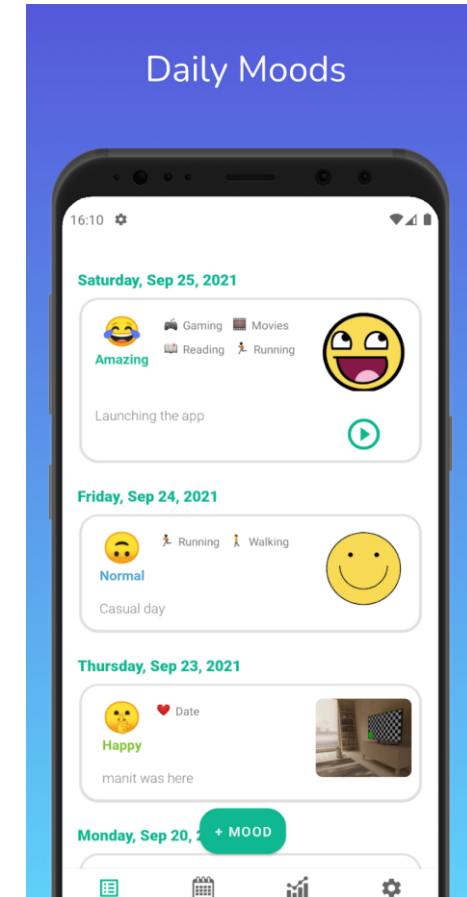 Daily Moods
16:10
Saturday, Sep 25, 2021
Gaming Movies
Amazing Reading Running
Launching the app
Friday, Sep 24, 2021
Running Walking
Normal
Casual day
Thursday, Sep 23, 2021
Date
Happy
manit was here
Monday, Sep 20,
+ MOOD